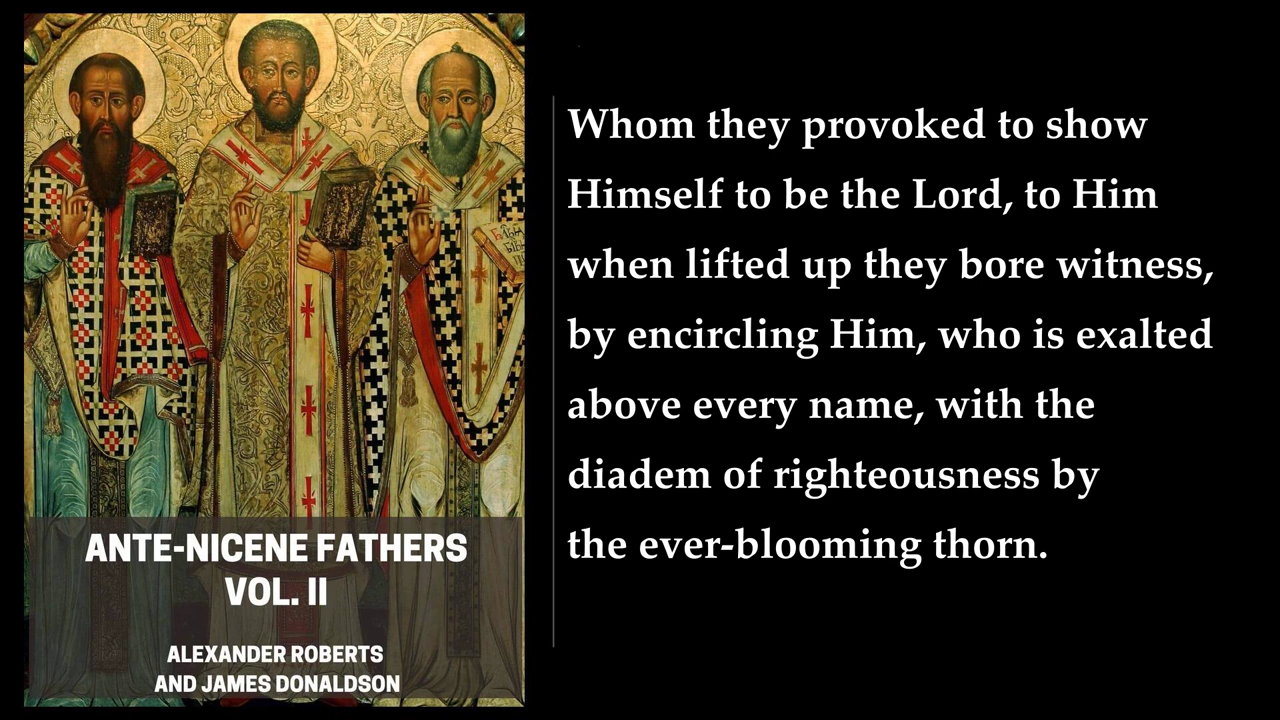 ANTE-NICENE FATHERS
VOL. II
ALEXANDER ROBERTS
AND JAMES DONALDSON
Whom they provoked to show
Himself to be the Lord, to Him
when lifted up they bore witness,
by encircling Him, who is exalted
above every name, with the
diadem of righteousness by
the ever-blooming thorn.